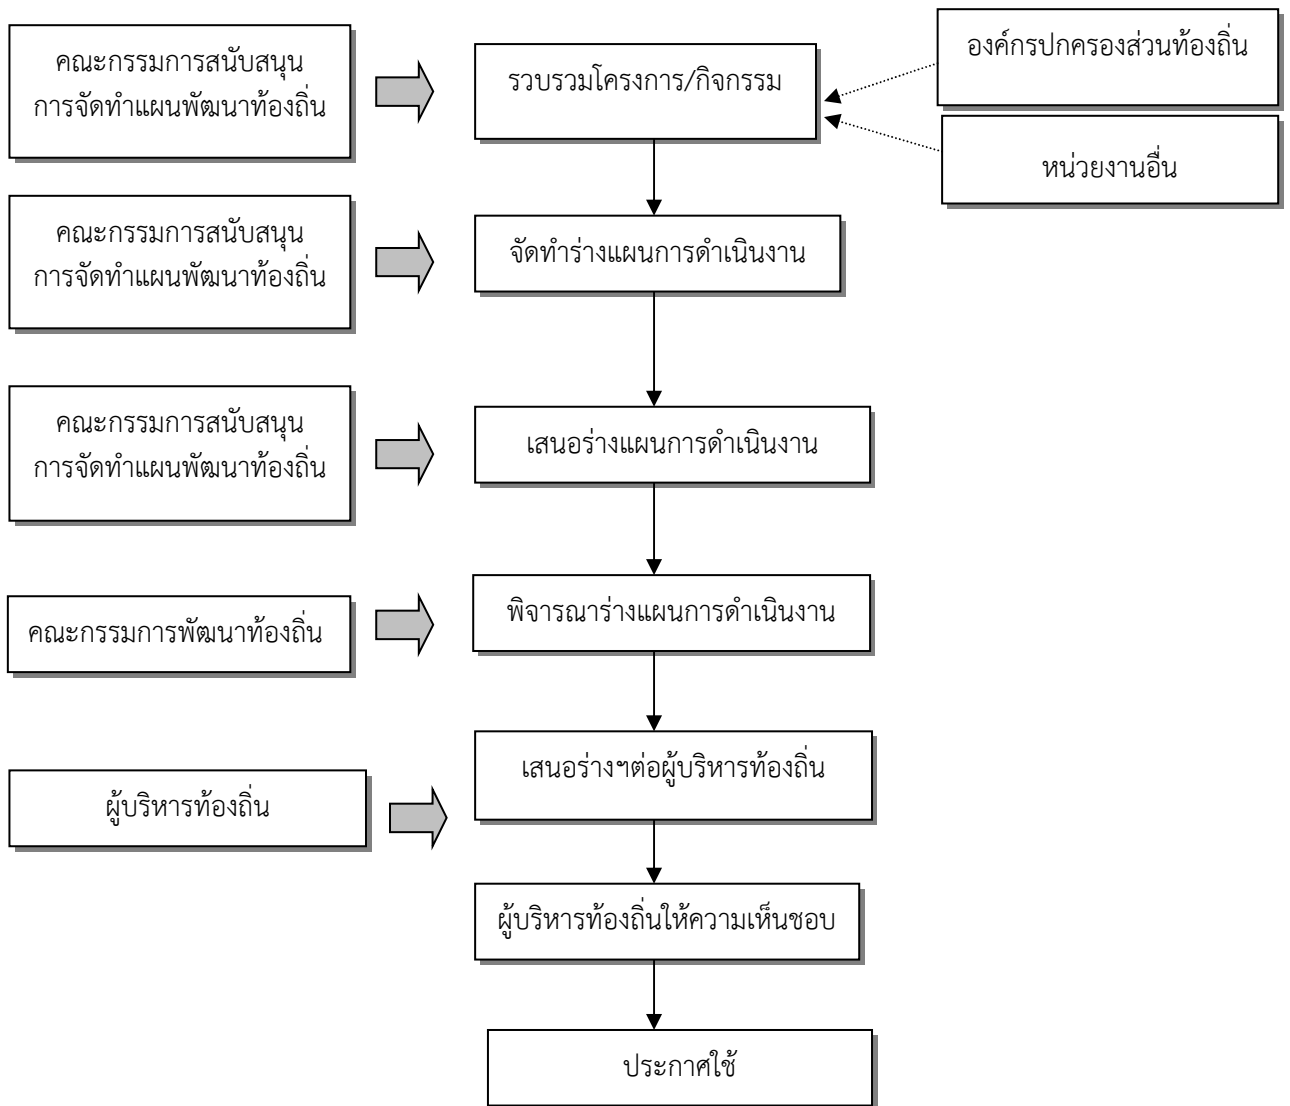 คณะกรรมการสนับสนุน
การจัดทำแผนพัฒนาท้องถิ่น
รวบรวมโครงการ/กิจกรรม
องค์กรปกครองส่วนท้องถิ่น
หน่วยงานอื่น
คณะกรรมการสนับสนุน
การจัดทำแผนพัฒนาท้องถิ่น
จัดทำร่างแผนการดำเนินงาน
คณะกรรมการสนับสนุน
การจัดทำแผนพัฒนาท้องถิ่น
เสนอร่างแผนการดำเนินงาน
คณะกรรมการพัฒนาท้องถิ่น
พิจารณาร่างแผนการดำเนินงาน
ผู้บริหารท้องถิ่น
เสนอร่างฯต่อผู้บริหารท้องถิ่น
ผู้บริหารท้องถิ่นให้ความเห็นชอบ
ประกาศใช้